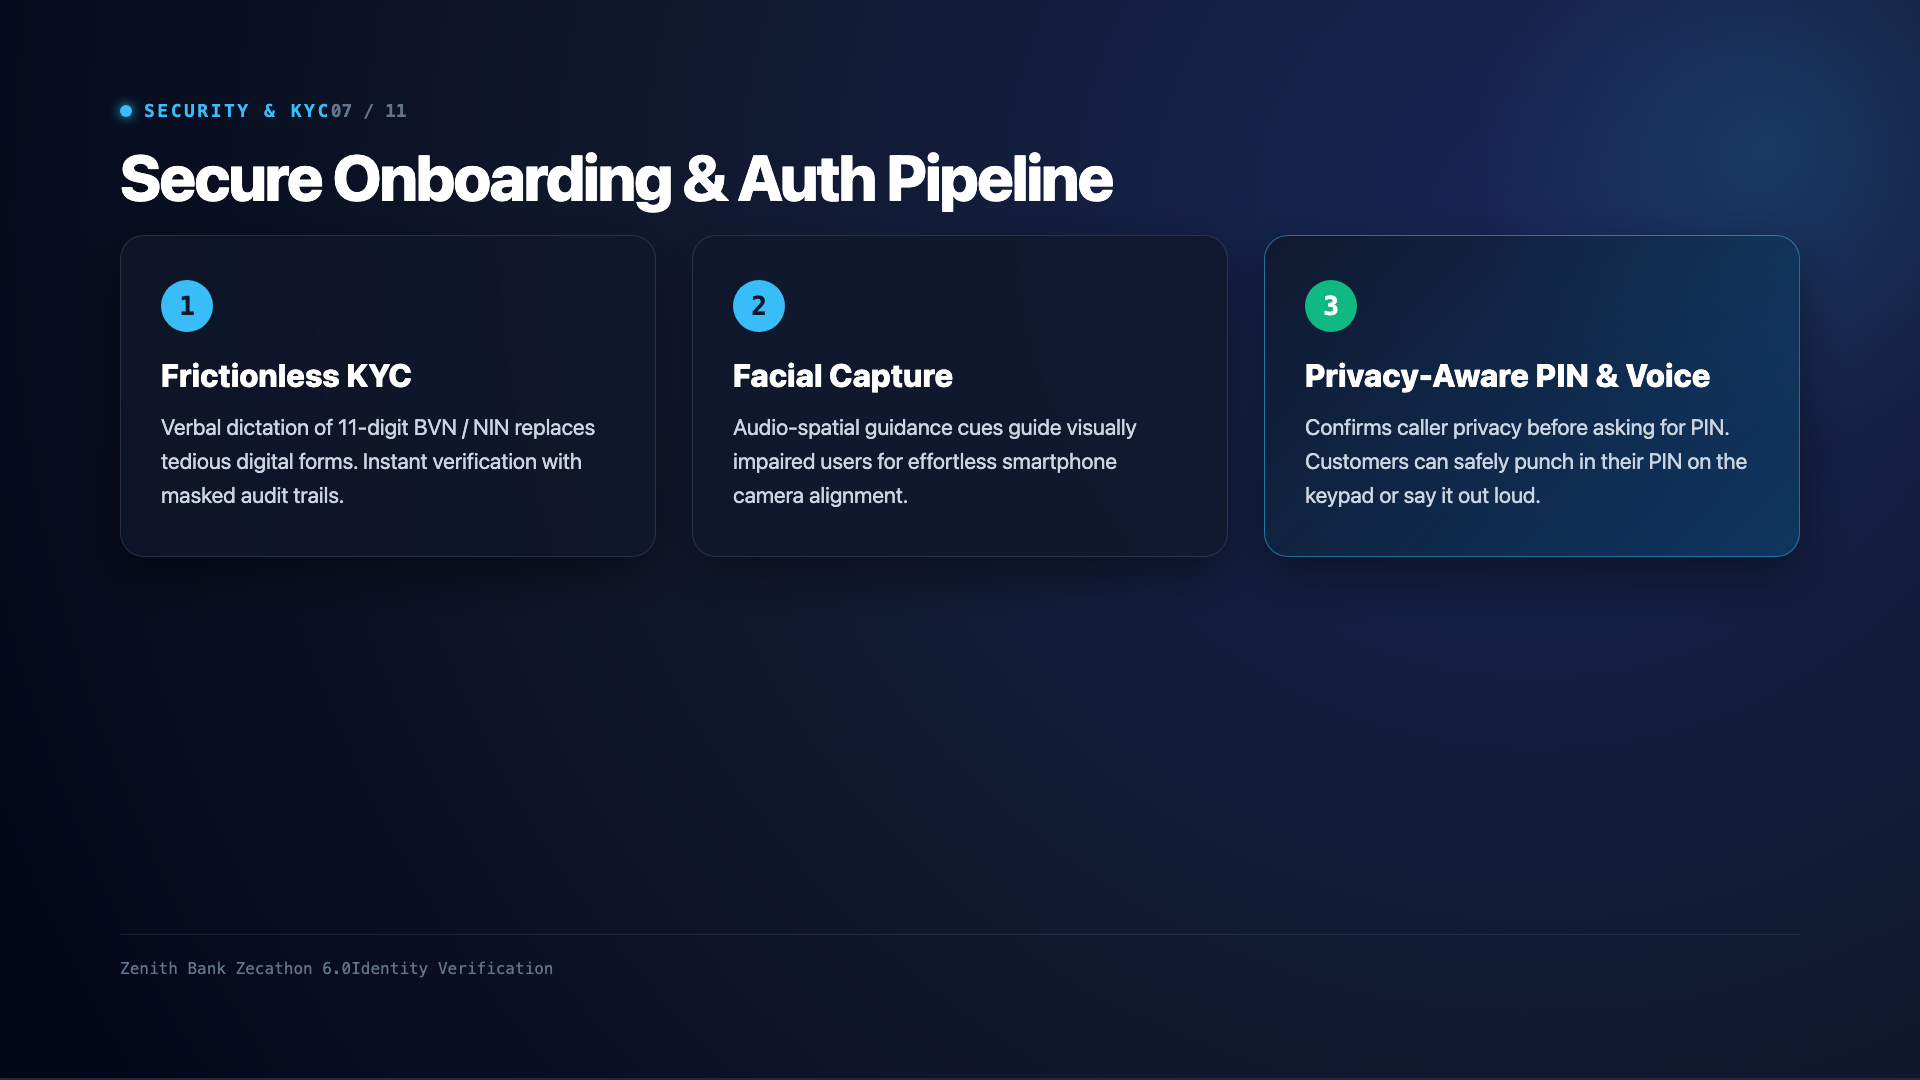 SECURITY & KYC07 / 11
Secure Onboarding & Auth Pipeline
1
Frictionless KYC
Verbal dictation of 11-digit BVN / NIN replaces
tedious digital forms. Instant verification with
masked audit trails.
2
Facial Capture
Audio-spatial guidance cues guide visually
impaired users for effortless smartphone
camera alignment.
3
Privacy-Aware PIN & Voice
Confirms caller privacy before asking for PIN.
Customers can safely punch in their PIN on the
keypad or say it out loud.
Zenith Bank Zecathon 6.0Identity Verification